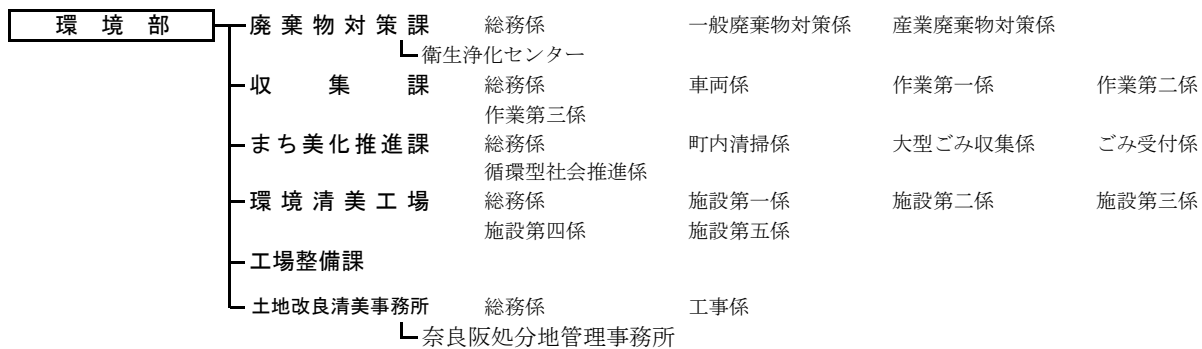 環境部 廃棄物対策課 総務係 一般廃棄物対策係 産業廃棄物対策係
衛生浄化センター
収集課 総務係 車両係 作業第一係 作業第二係
作業第三係
まち美化推進課 総務係 町内清掃係 大型ごみ収集係 ごみ受付係
循環型社会推進係
環境清美工場 総務係 施設第一係 施設第二係 施設第三係
施設第四係 施設第五係
工場整備課
土地改良清美事務所 総務係 工事係
奈良阪処分地管理事務所